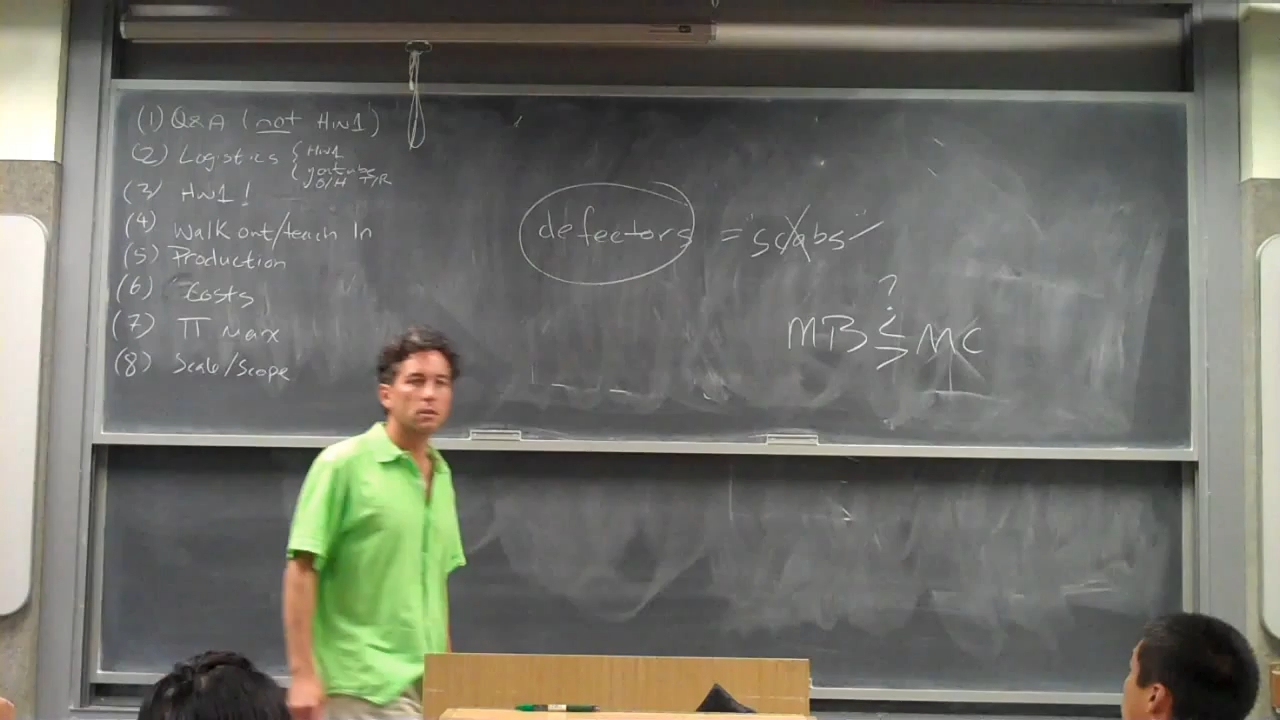 (1) Q&A (not HW1)
(2) Logistics { HW1
O/H T/R
(3) HW1!
(4) Walk out/teach In
(5) Production
(6) Costs
(7) Π Max
(8) Scale/Scope
defectors = "scabs"
?
MB ≤ > MC